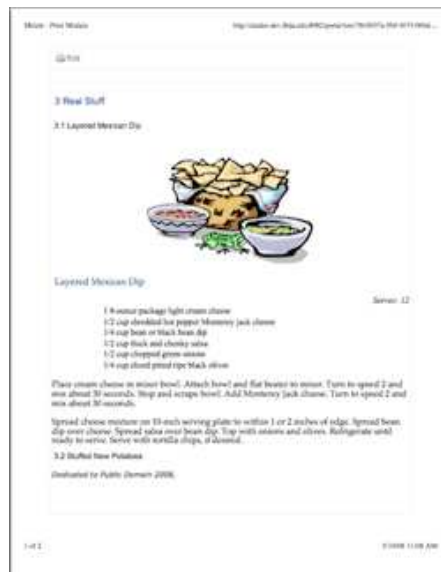 Print
3 Real Stuff
3.1 Layered Mexican Dip
Layered Mexican Dip
Serves: 12
1 8-ounce package light cream cheese
1/2 cup shredded hot pepper Monterey jack cheese
1/4 cup bean or black bean dip
1/2 cup thick and chunky salsa
1/2 cup chopped green onions
1/4 cup sliced pitted ripe black olives
Place cream cheese in mixer bowl. Attach bowl and flat beater to mixer. Turn to speed 2 and
mix about 30 seconds. Stop and scrape bowl. Add Monterey Jack cheese. Turn to speed 2 and
mix about 30 seconds.
Spread cheese mixture on 10-inch serving plate to within 1 or 2 inches of edge. Spread bean
dip over cheese. Spread salsa over bean dip. Top with onions and olives. Refrigerate until
ready to serve. Serve with tortilla chips, if desired.
3.2 Stuffed New Potatoes
Dedicated to Public Domain 2006.
1 of 2
11:08 AM